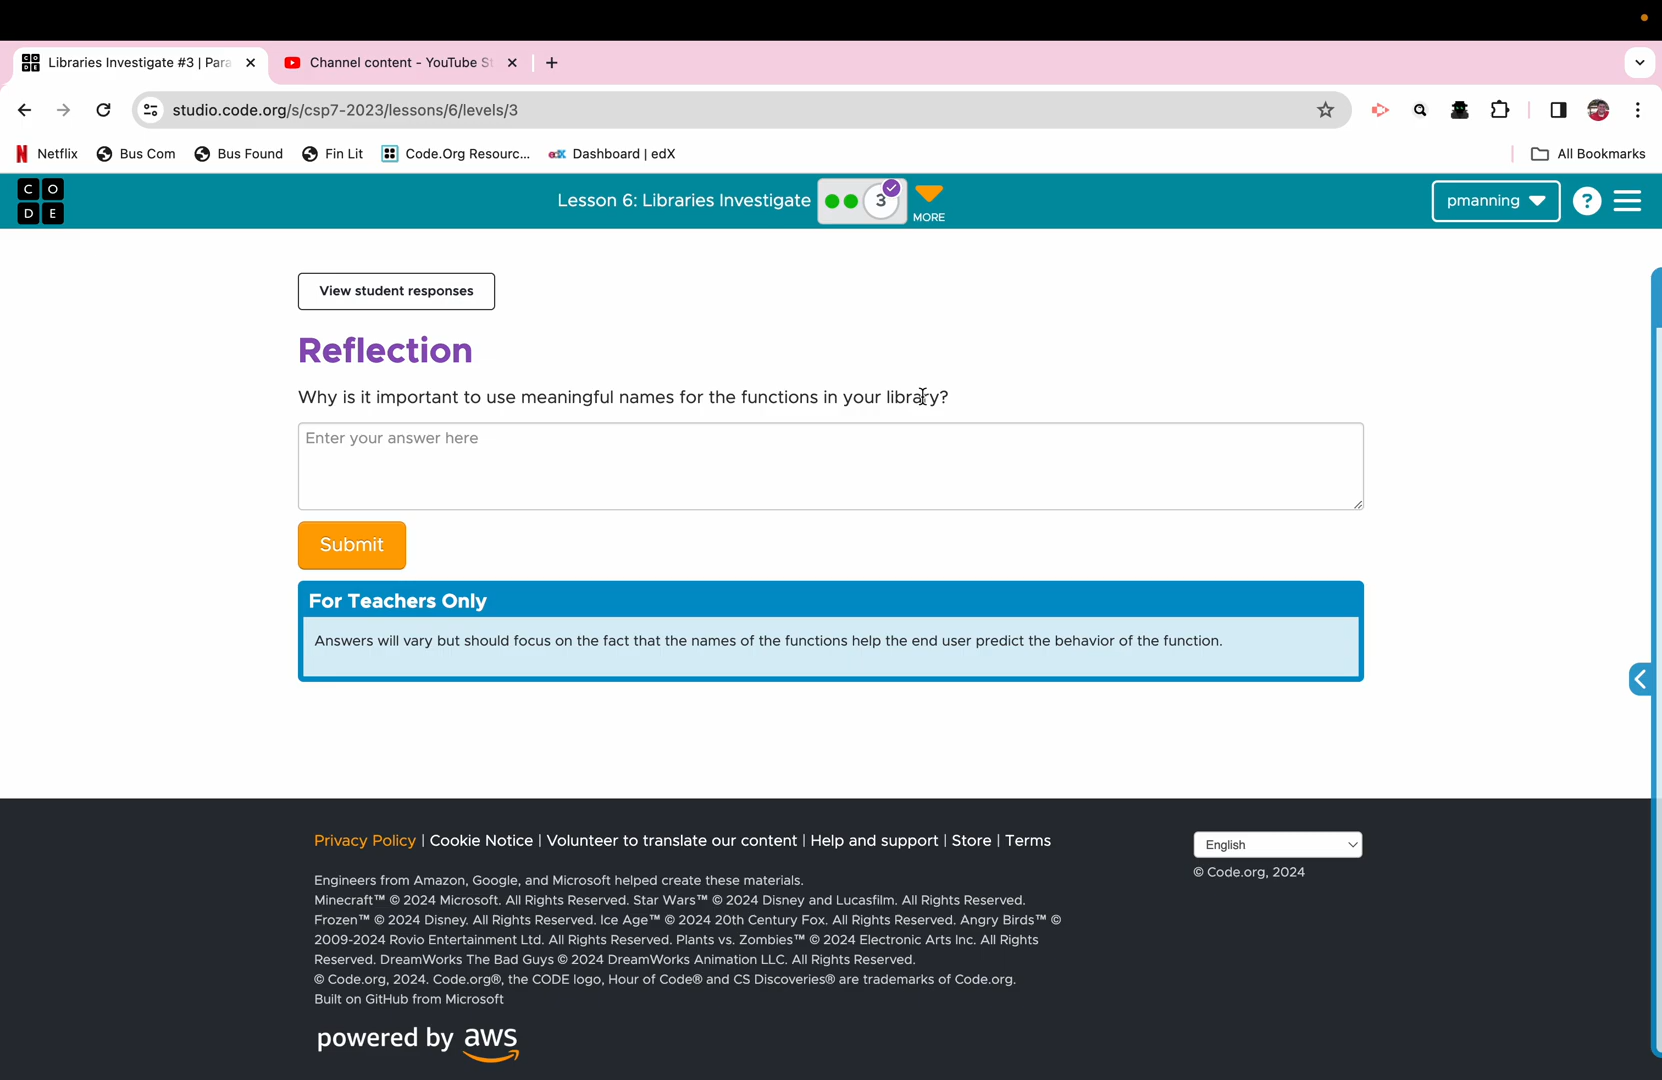 Libraries Investigate #3 | Para
Channel content - YouTube St
studio.code.org/s/csp7-2023/lessons/6/levels/3
Netflix
Bus Com
Bus Found
Fin Lit
Code.Org Resourc...
edX
Dashboard | edX
All Bookmarks
C O
D E
Lesson 6: Libraries Investigate
3
MORE
pmanning
?
View student responses
Reflection
Why is it important to use meaningful names for the functions in your library?
Enter your answer here
Submit
For Teachers Only
Answers will vary but should focus on the fact that the names of the functions help the end user predict the behavior of the function.
Privacy Policy | Cookie Notice | Volunteer to translate our content | Help and support | Store | Terms
English
© Code.org, 2024
Engineers from Amazon, Google, and Microsoft helped create these materials.
Minecraft™ © 2024 Microsoft. All Rights Reserved. Star Wars™ © 2024 Disney and Lucasfilm. All Rights Reserved.
Frozen™ © 2024 Disney. All Rights Reserved. Ice Age™ © 2024 20th Century Fox. All Rights Reserved. Angry Birds™ ©
2009-2024 Rovio Entertainment Ltd. All Rights Reserved. Plants vs. Zombies™ © 2024 Electronic Arts Inc. All Rights
Reserved. DreamWorks The Bad Guys © 2024 DreamWorks Animation LLC. All Rights Reserved.
© Code.org, 2024. Code.org®, the CODE logo, Hour of Code® and CS Discoveries® are trademarks of Code.org.
Built on GitHub from Microsoft
powered by aws